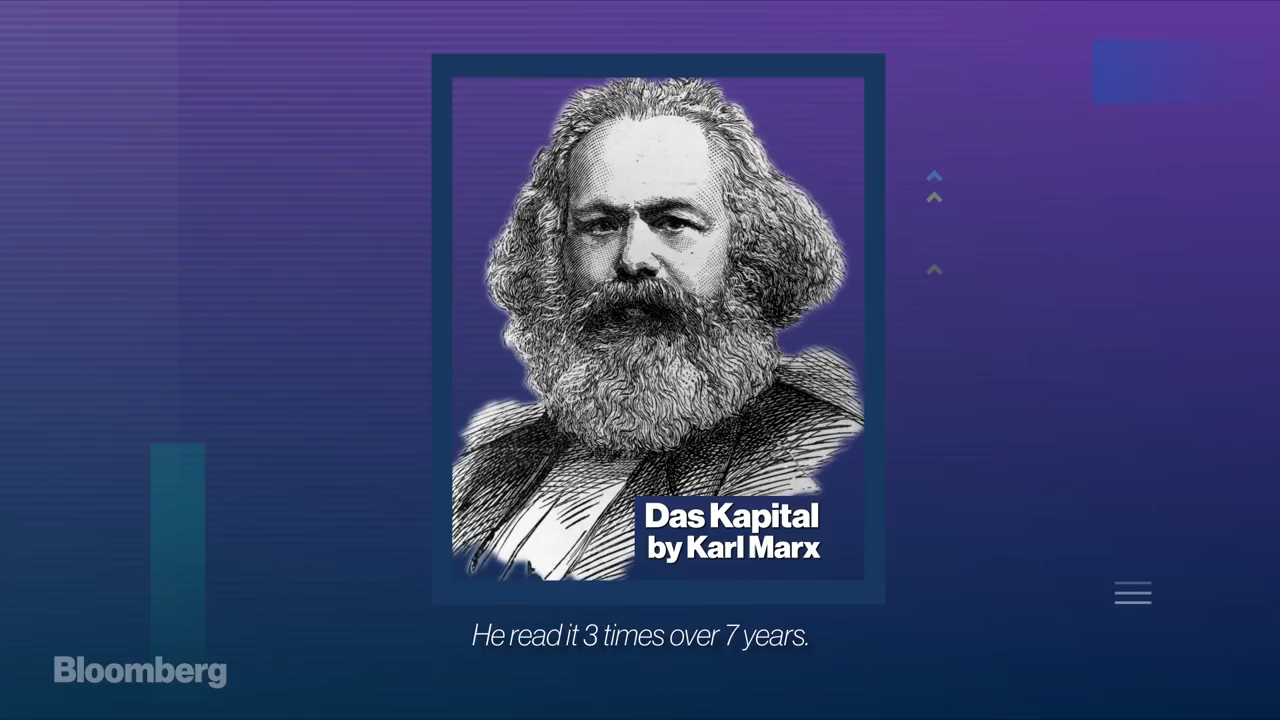 Das Kapital
by Karl Marx
He read it 3 times over 7 years.
Bloomberg